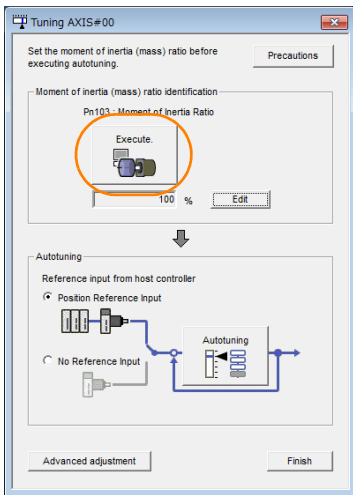 Tuning AXIS#00
Set the moment of inertia (mass) ratio before
executing autotuning.
Precautions
Moment of inertia (mass) ratio identification
Pn103 : Moment of Inertia Ratio
Execute.
100 % Edit
Autotuning
Reference input from host controller
Position Reference Input
Autotuning
No Reference Input
Advanced adjustment
Finish